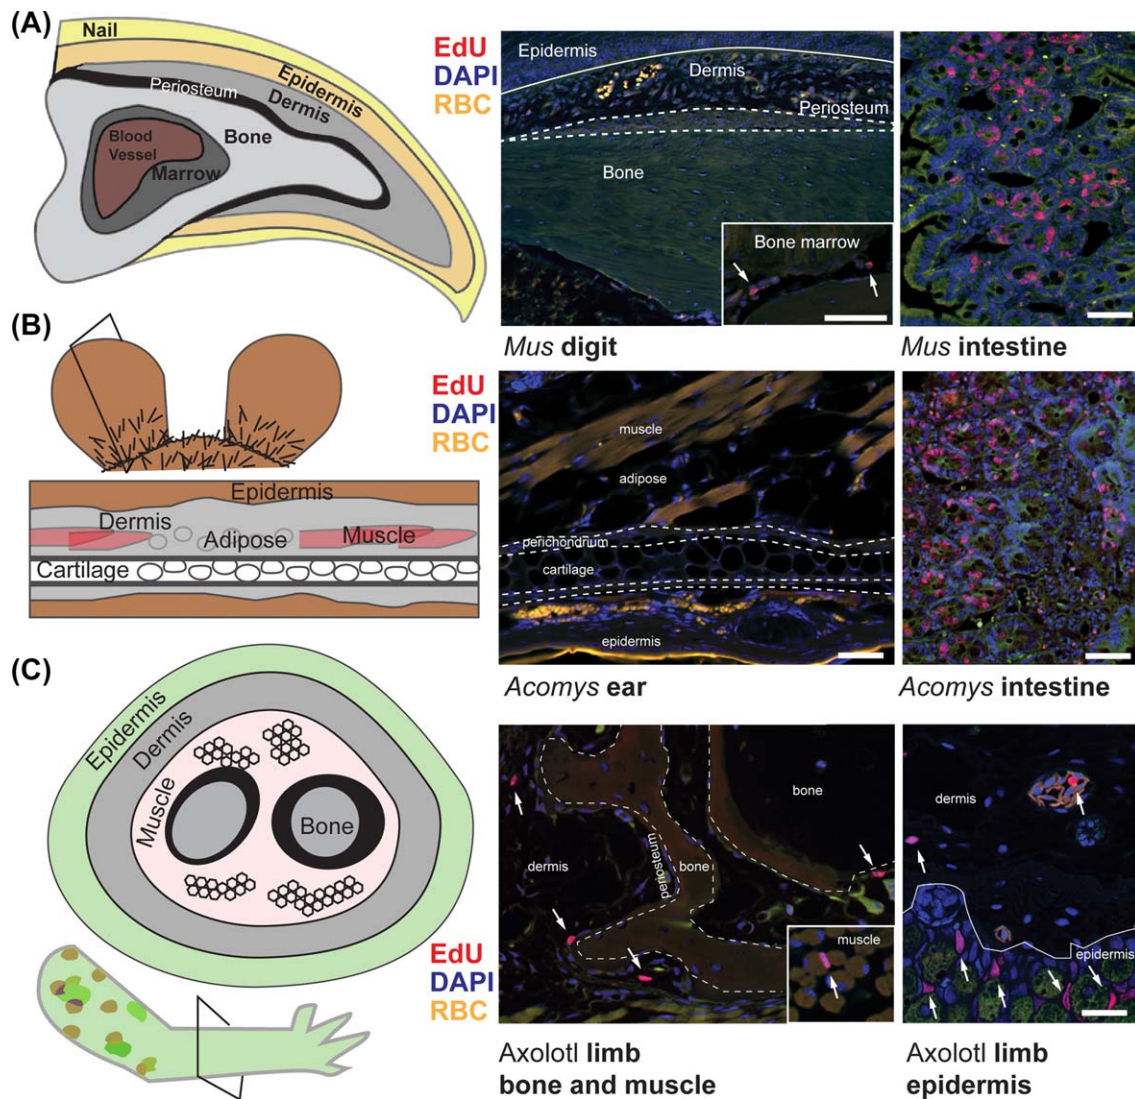 (A)
Nail
Epidermis
Periosteum
Dermis
Bone
Blood
Vessel
Marrow
EdU
DAPI
RBC
Epidermis
Dermis
Periosteum
Bone
Bone marrow
Mus digit
Mus intestine
(B)
Epidermis
Dermis
Adipose
Muscle
Cartilage
EdU
DAPI
RBC
muscle
adipose
perichondrium
cartilage
epidermis
Acomys ear
Acomys intestine
(C)
Epidermis
Dermis
Muscle
Bone
EdU
DAPI
RBC
bone
dermis
periosteum
bone
muscle
dermis
epidermis
Axolotl limb
bone and muscle
Axolotl limb
epidermis